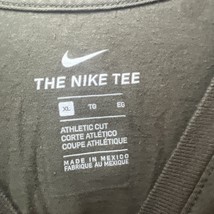 THE NIKE TEE
XL TG EG
ATHLETIC CUT
CORTE ATLÉTICO
COUPE ATHLÉTIQUE
MADE IN MEXICO
FABRIQUÉ AU MEXIQUE